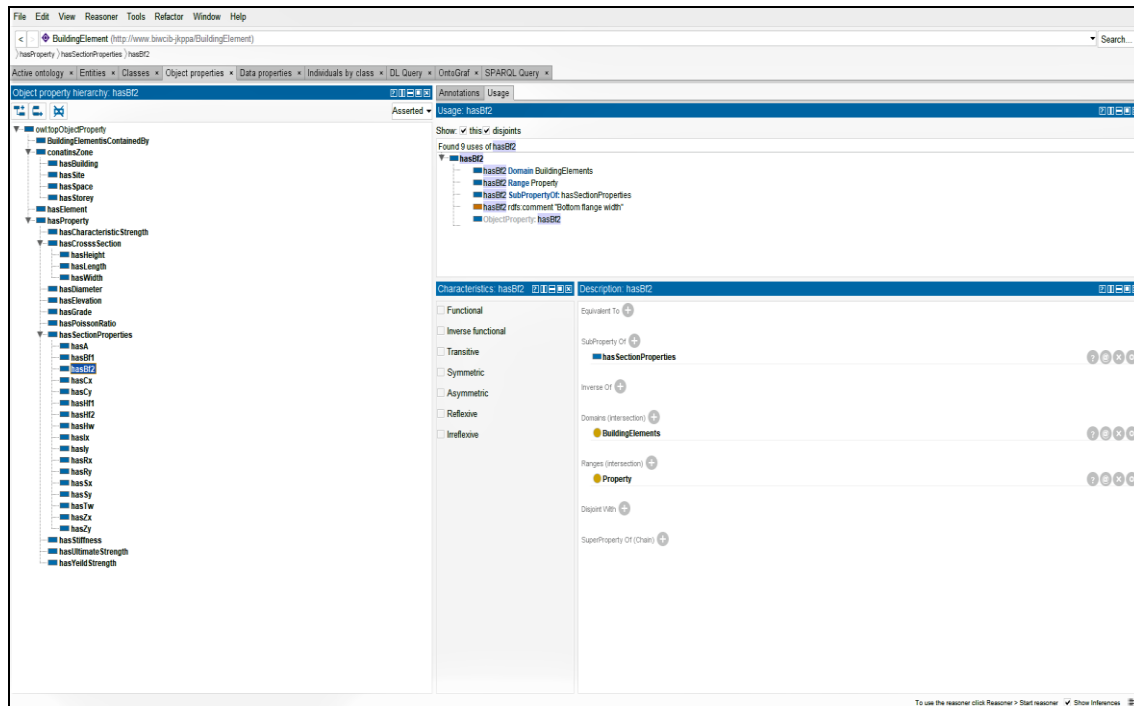 File Edit View Reasoner Tools Refactor Window Help
< > BuildingElement (http://www.biwcib-jkppa/BuildingElement) Search...
hasProperty hasSectionProperties hasBf2
Active ontology × Entities × Classes × Object properties × Data properties × Individuals by class × DL Query × OntoGraf × SPARQL Query ×
Object property hierarchy: hasBf2
Asserted
owl:topObjectProperty
BuildingElementisContainedBy
conatinsZone
hasBuilding
hasSite
hasSpace
hasStorey
hasElement
hasProperty
hasCharacteristicStrength
hasCrosssSection
hasHeight
hasLength
hasWidth
hasDiameter
hasElevation
hasGrade
hasPoissonRatio
hasSectionProperties
hasA
hasBf1
hasBf2
hasCx
hasCy
hasHf1
hasHf2
hasHw
hasIx
hasIy
hasRx
hasRy
hasSx
hasSy
hasTw
hasZx
hasZy
hasStiffness
hasUltimateStrength
hasYeildStrength
Annotations Usage
Usage: hasBf2
Show: this disjoints
Found 9 uses of hasBf2
hasBf2
hasBf2 Domain BuildingElements
hasBf2 Range Property
hasBf2 SubPropertyOf: hasSectionProperties
hasBf2 rdfs:comment "Bottom flange width"
ObjectProperty: hasBf2
Characteristics: hasBf2
Functional
Inverse functional
Transitive
Symmetric
Asymmetric
Reflexive
Irreflexive
Description: hasBf2
Equivalent To
SubProperty Of
hasSectionProperties
Inverse Of
Domains (intersection)
BuildingElements
Ranges (intersection)
Property
Disjoint With
SuperProperty Of (Chain)
To use the reasoner click Reasoner > Start reasoner Show Inferences